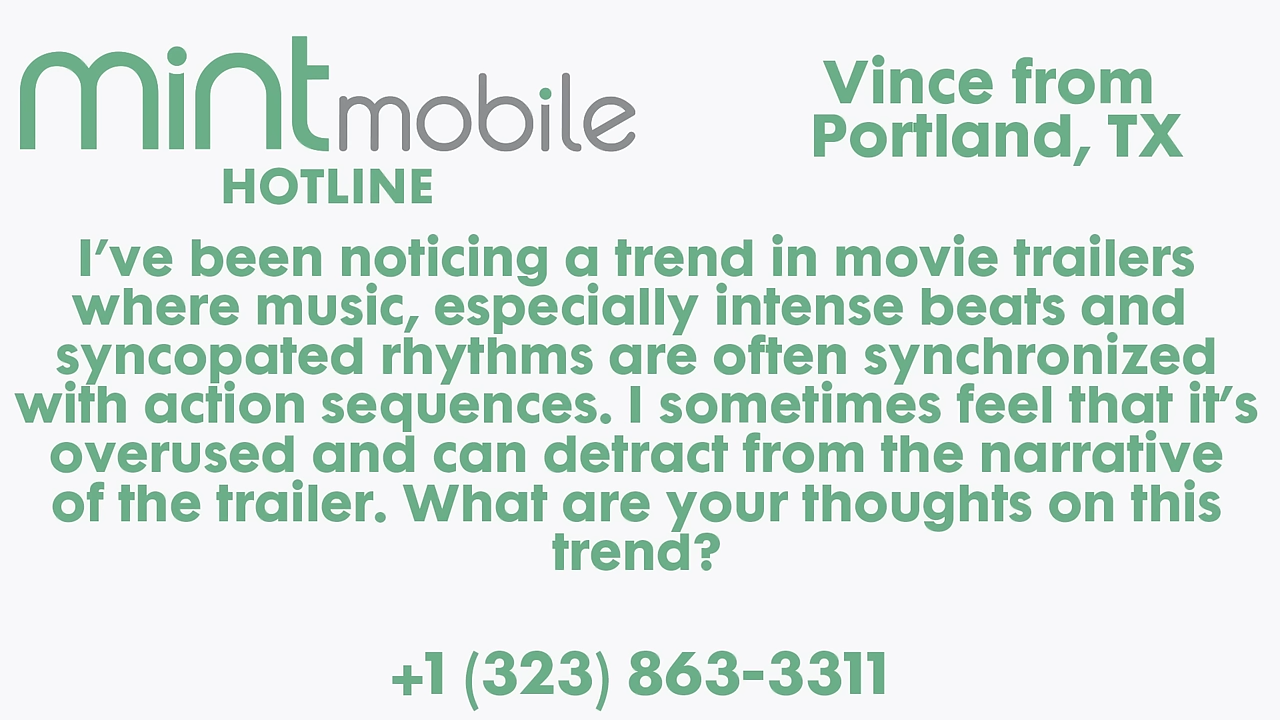 mint mobile
HOTLINE
Vince from
Portland, TX
I’ve been noticing a trend in movie trailers
where music, especially intense beats and
syncopated rhythms are often synchronized
with action sequences. I sometimes feel that it’s
overused and can detract from the narrative
of the trailer. What are your thoughts on this
trend?
+1 (323) 863-3311